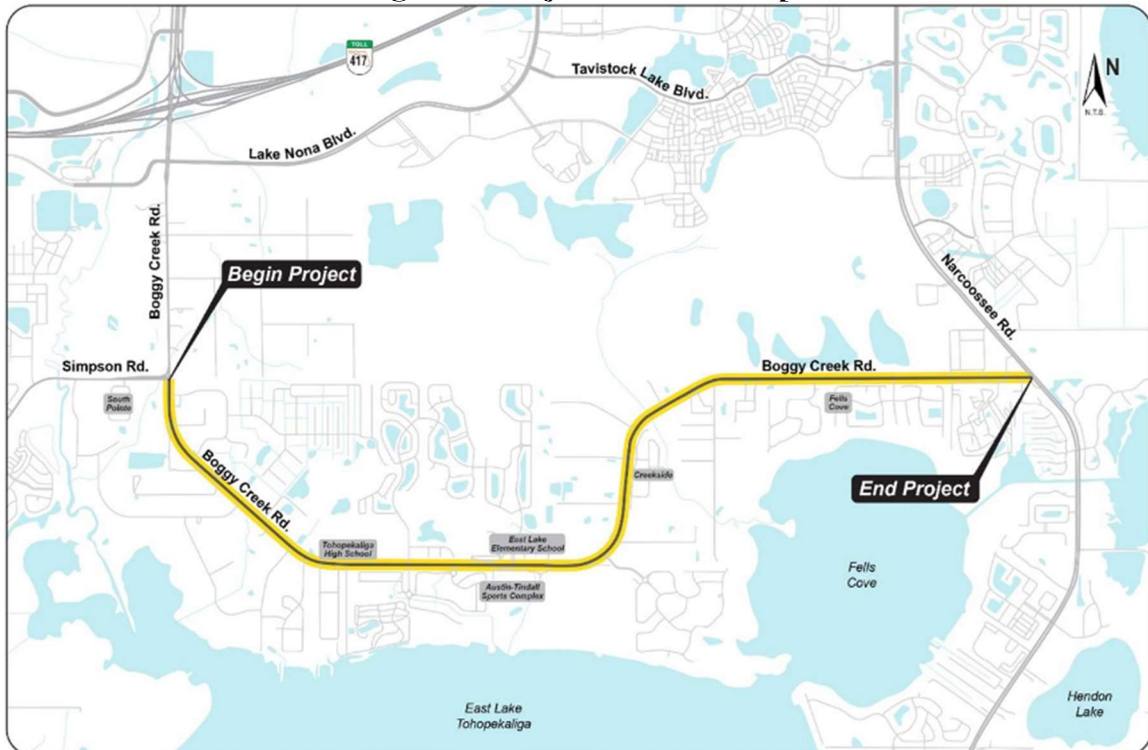 TOLL
417
Tavistock Lake Blvd.
N
N.T.S.
Lake Nona Blvd.
Boggy Creek Rd.
Begin Project
Narcoossee Rd.
Simpson Rd.
Boggy Creek Rd.
South
Pointe
Fells
Cove
Boggy Creek Rd.
Creekside
End Project
Tohopekaliga
High School
East Lake
Elementary School
Austin-Tindall
Sports Complex
Fells
Cove
East Lake
Tohopekaliga
Hendon
Lake